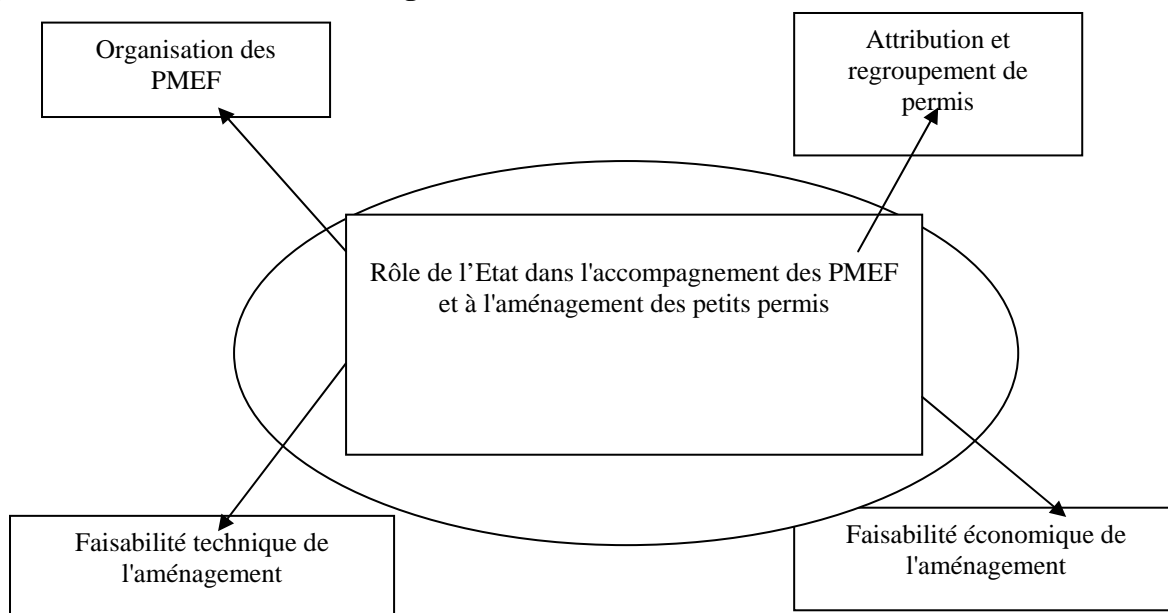 Organisation des
PMEF
Attribution et
regroupement de
permis
Rôle de l’Etat dans l'accompagnement des PMEF
et à l'aménagement des petits permis
Faisabilité technique de
l'aménagement
Faisabilité économique de
l'aménagement